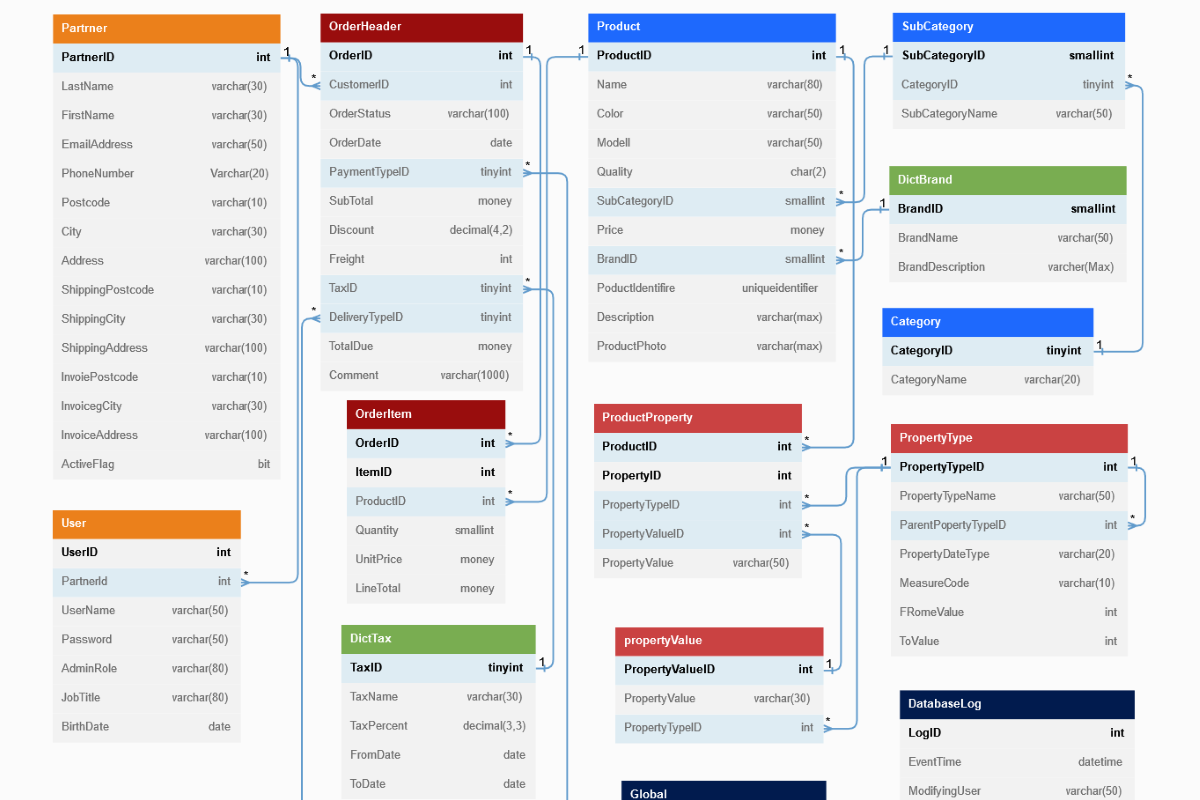 Partrner
PartnerID int
LastName varchar(30)
FirstName varchar(30)
EmailAddress varchar(50)
PhoneNumber Varchar(20)
Postcode varchar(10)
City varchar(30)
Address varchar(100)
ShippingPostcode varchar(10)
ShippingCity varchar(30)
ShippingAddress varchar(100)
InvoiePostcode varchar(10)
InvoicegCity varchar(30)
InvoiceAddress varchar(100)
ActiveFlag bit
1
User
UserID int
PartnerId int
UserName varchar(50)
Password varchar(50)
AdminRole varchar(80)
JobTitle varchar(80)
BirthDate date
*
OrderHeader
OrderID int
CustomerID int
OrderStatus varchar(100)
OrderDate date
PaymentTypeID tinyint
SubTotal money
Discount decimal(4,2)
Freight int
TaxID tinyint
DeliveryTypeID tinyint
TotalDue money
Comment varchar(1000)
1
*
*
*
*
OrderItem
OrderID int
ItemID int
ProductID int
Quantity smallint
UnitPrice money
LineTotal money
*
*
DictTax
TaxID tinyint
TaxName varchar(30)
TaxPercent decimal(3,3)
FromDate date
ToDate date
1
Product
ProductID int
Name varchar(80)
Color varchar(50)
Modell varchar(50)
Quality char(2)
SubCategoryID smallint
Price money
BrandID smallint
PoductIdentifire uniqueidentifier
Description varchar(max)
ProductPhoto varchar(max)
1
1
*
*
ProductProperty
ProductID int
PropertyID int
PropertyTypeID int
PropertyValueID int
PropertyValue varchar(50)
*
*
*
propertyValue
PropertyValueID int
PropertyValue varchar(30)
PropertyTypeID int
1
*
Global
SubCategory
SubCategoryID smallint
CategoryID tinyint
SubCategoryName varchar(50)
1
*
DictBrand
BrandID smallint
BrandName varchar(50)
BrandDescription varcher(Max)
1
Category
CategoryID tinyint
CategoryName varchar(20)
1
PropertyType
PropertyTypeID int
PropertyTypeName varchar(50)
ParentPopertyTypeID int
PropertyDateType varchar(20)
MeasureCode varchar(10)
FRomeValue int
ToValue int
1
1
*
DatabaseLog
LogID int
EventTime datetime
ModifyingUser varchar(50)